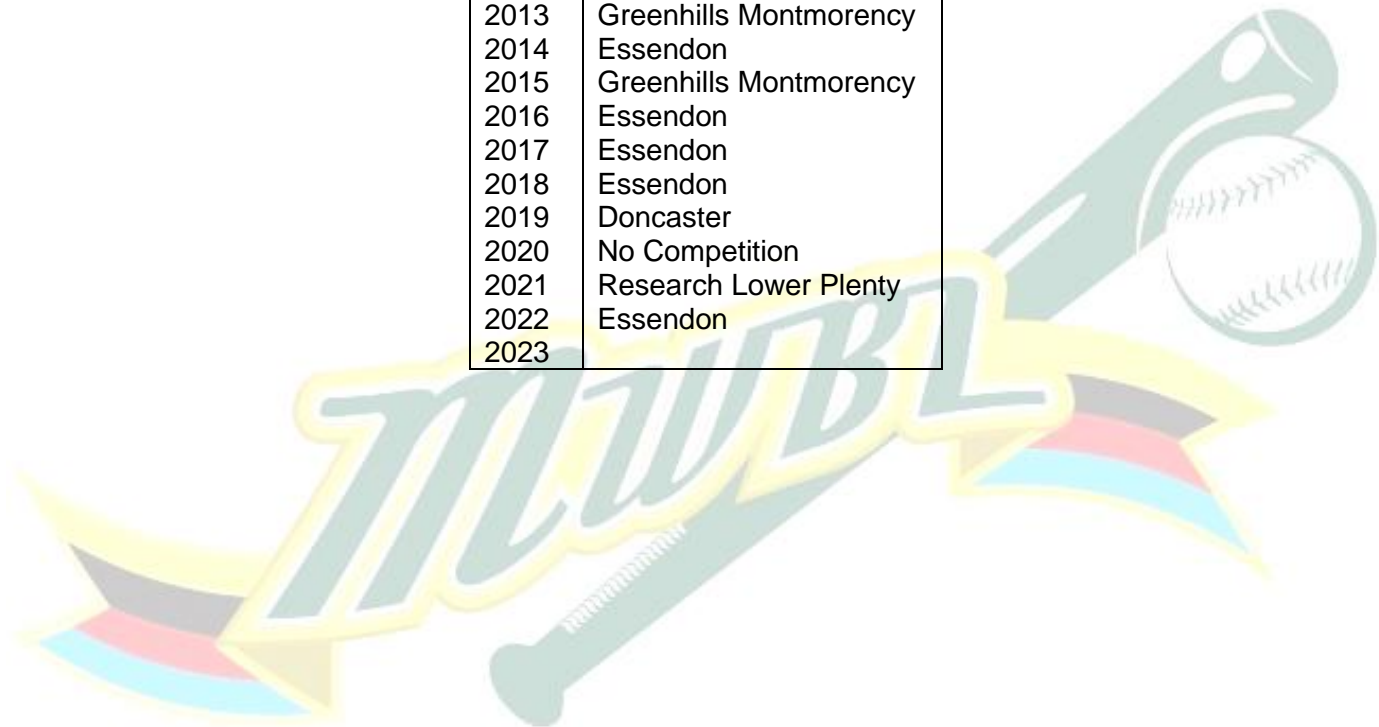 2013 Greenhills Montmorency
2014 Essendon
2015 Greenhills Montmorency
2016 Essendon
2017 Essendon
2018 Essendon
2019 Doncaster
2020 No Competition
2021 Research Lower Plenty
2022 Essendon
2023
MWBL